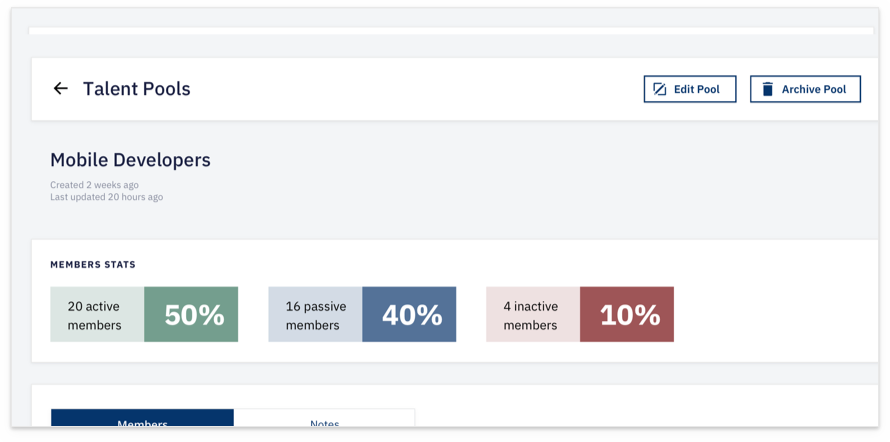 Talent Pools
Edit Pool
Archive Pool
Mobile Developers
Created 2 weeks ago
Last updated 20 hours ago
MEMBERS STATS
20 active
members
50%
16 passive
members
40%
4 inactive
members
10%
Members
Notes